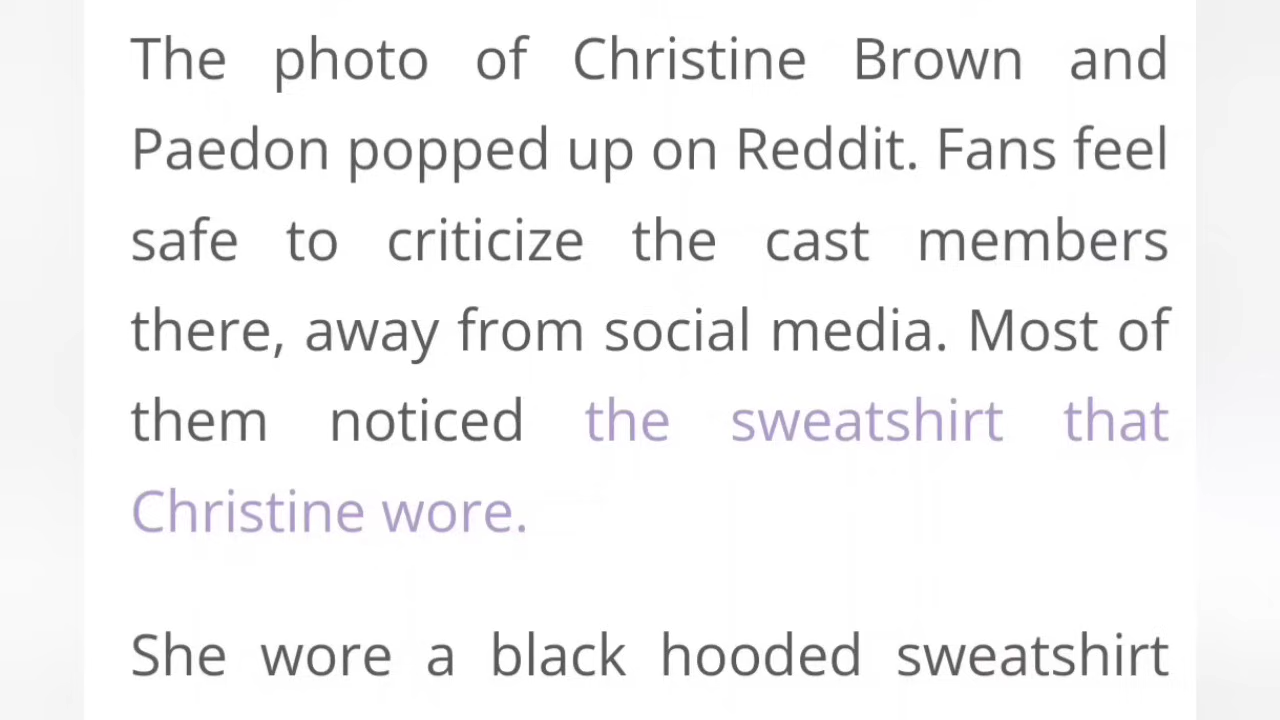 The photo of Christine Brown and
Paedon popped up on Reddit. Fans feel
safe to criticize the cast members
there, away from social media. Most of
them noticed the sweatshirt that
Christine wore.
She wore a black hooded sweatshirt